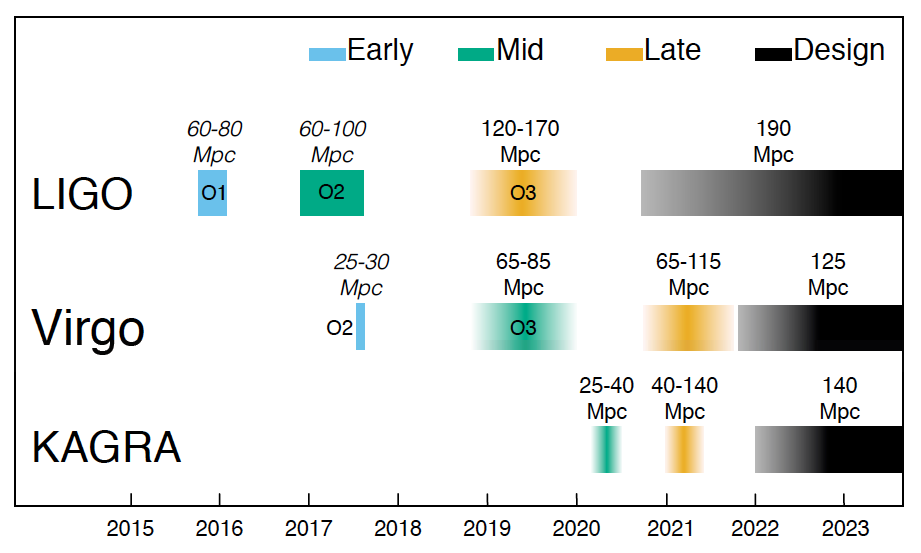 Early Mid Late Design
60-80 60-100 120-170 190
Mpc Mpc Mpc Mpc
LIGO O1 O2 O3
25-30 65-85 65-115 125
Mpc Mpc Mpc Mpc
Virgo O2 O3
25-40 40-140 140
Mpc Mpc Mpc
KAGRA
2015 2016 2017 2018 2019 2020 2021 2022 2023